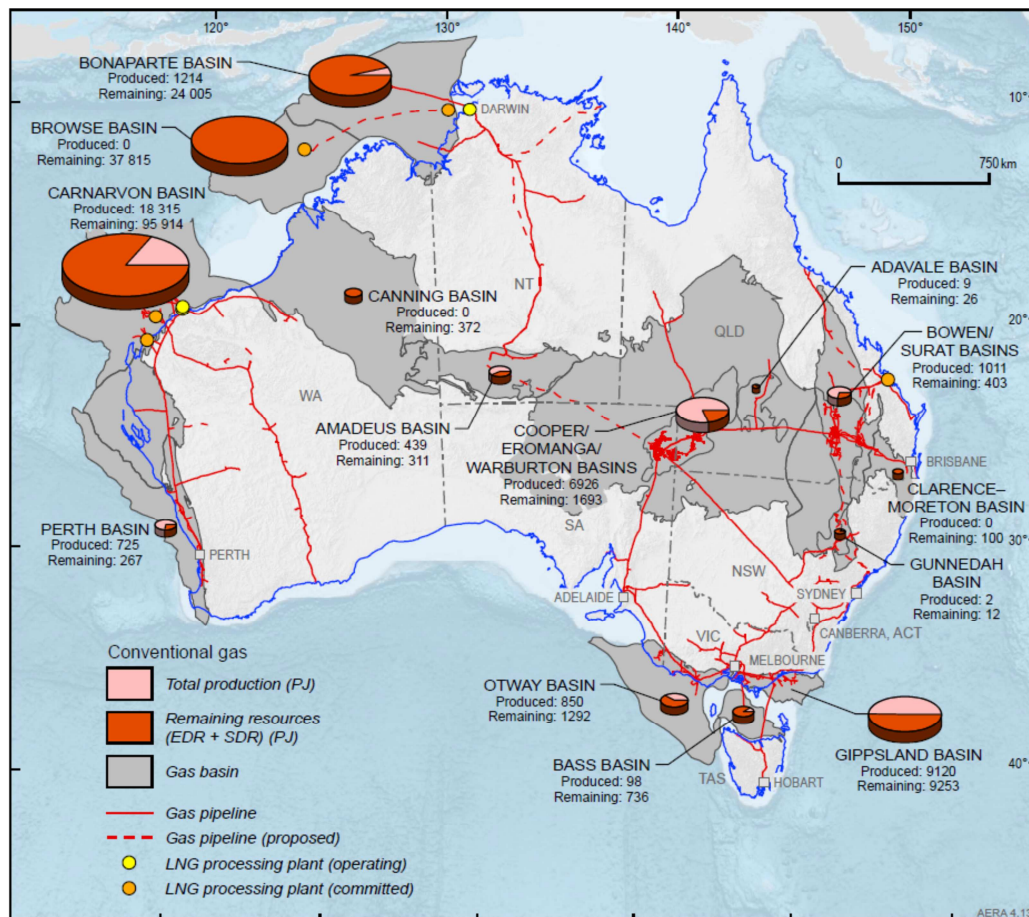 120°
130°
140°
150°
BONAPARTE BASIN
Produced: 1214
Remaining: 24 005
DARWIN
10°
BROWSE BASIN
Produced: 0
Remaining: 37 815
0
750 km
CARNARVON BASIN
Produced: 18 315
Remaining: 95 914
ADAVALE BASIN
Produced: 9
Remaining: 26
NT
CANNING BASIN
Produced: 0
Remaining: 372
20°
QLD
BOWEN/
SURAT BASINS
Produced: 1011
Remaining: 403
WA
AMADEUS BASIN
Produced: 439
Remaining: 311
COOPER/
EROMANGA/
WARBURTON BASINS
Produced: 6926
Remaining: 1693
BRISBANE
CLARENCE–
MORETON BASIN
Produced: 0
Remaining: 100
SA
PERTH BASIN
Produced: 725
Remaining: 267
PERTH
30°
GUNNEDAH
BASIN
Produced: 2
Remaining: 12
NSW
SYDNEY
ADELAIDE
CANBERRA, ACT
VIC
MELBOURNE
Conventional gas
Total production (PJ)
Remaining resources
(EDR + SDR) (PJ)
Gas basin
Gas pipeline
Gas pipeline (proposed)
LNG processing plant (operating)
LNG processing plant (committed)
OTWAY BASIN
Produced: 850
Remaining: 1292
BASS BASIN
Produced: 98
Remaining: 736
TAS
HOBART
GIPPSLAND BASIN
Produced: 9120
Remaining: 9253
40°